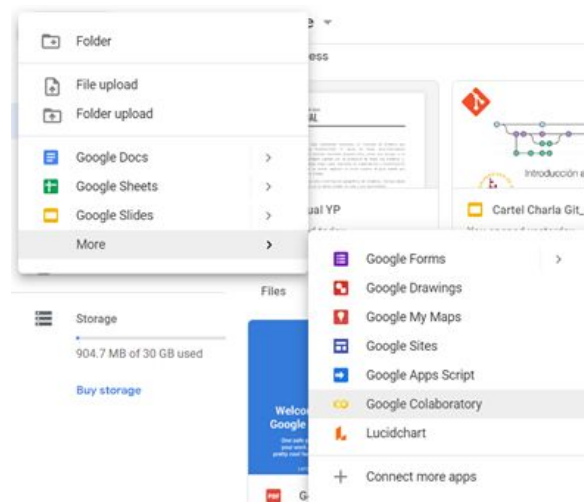 Folder
File upload
Folder upload
Google Docs
Google Sheets
Google Slides
More
Storage
904.7 MB of 30 GB used
Buy storage
Files
ual YP
Introducción
Cartel Charla Git_
Google Forms
Google Drawings
Google My Maps
Google Sites
Google Apps Script
Google Colaboratory
Lucidchart
Connect more apps
Welco
Google
PDF
G